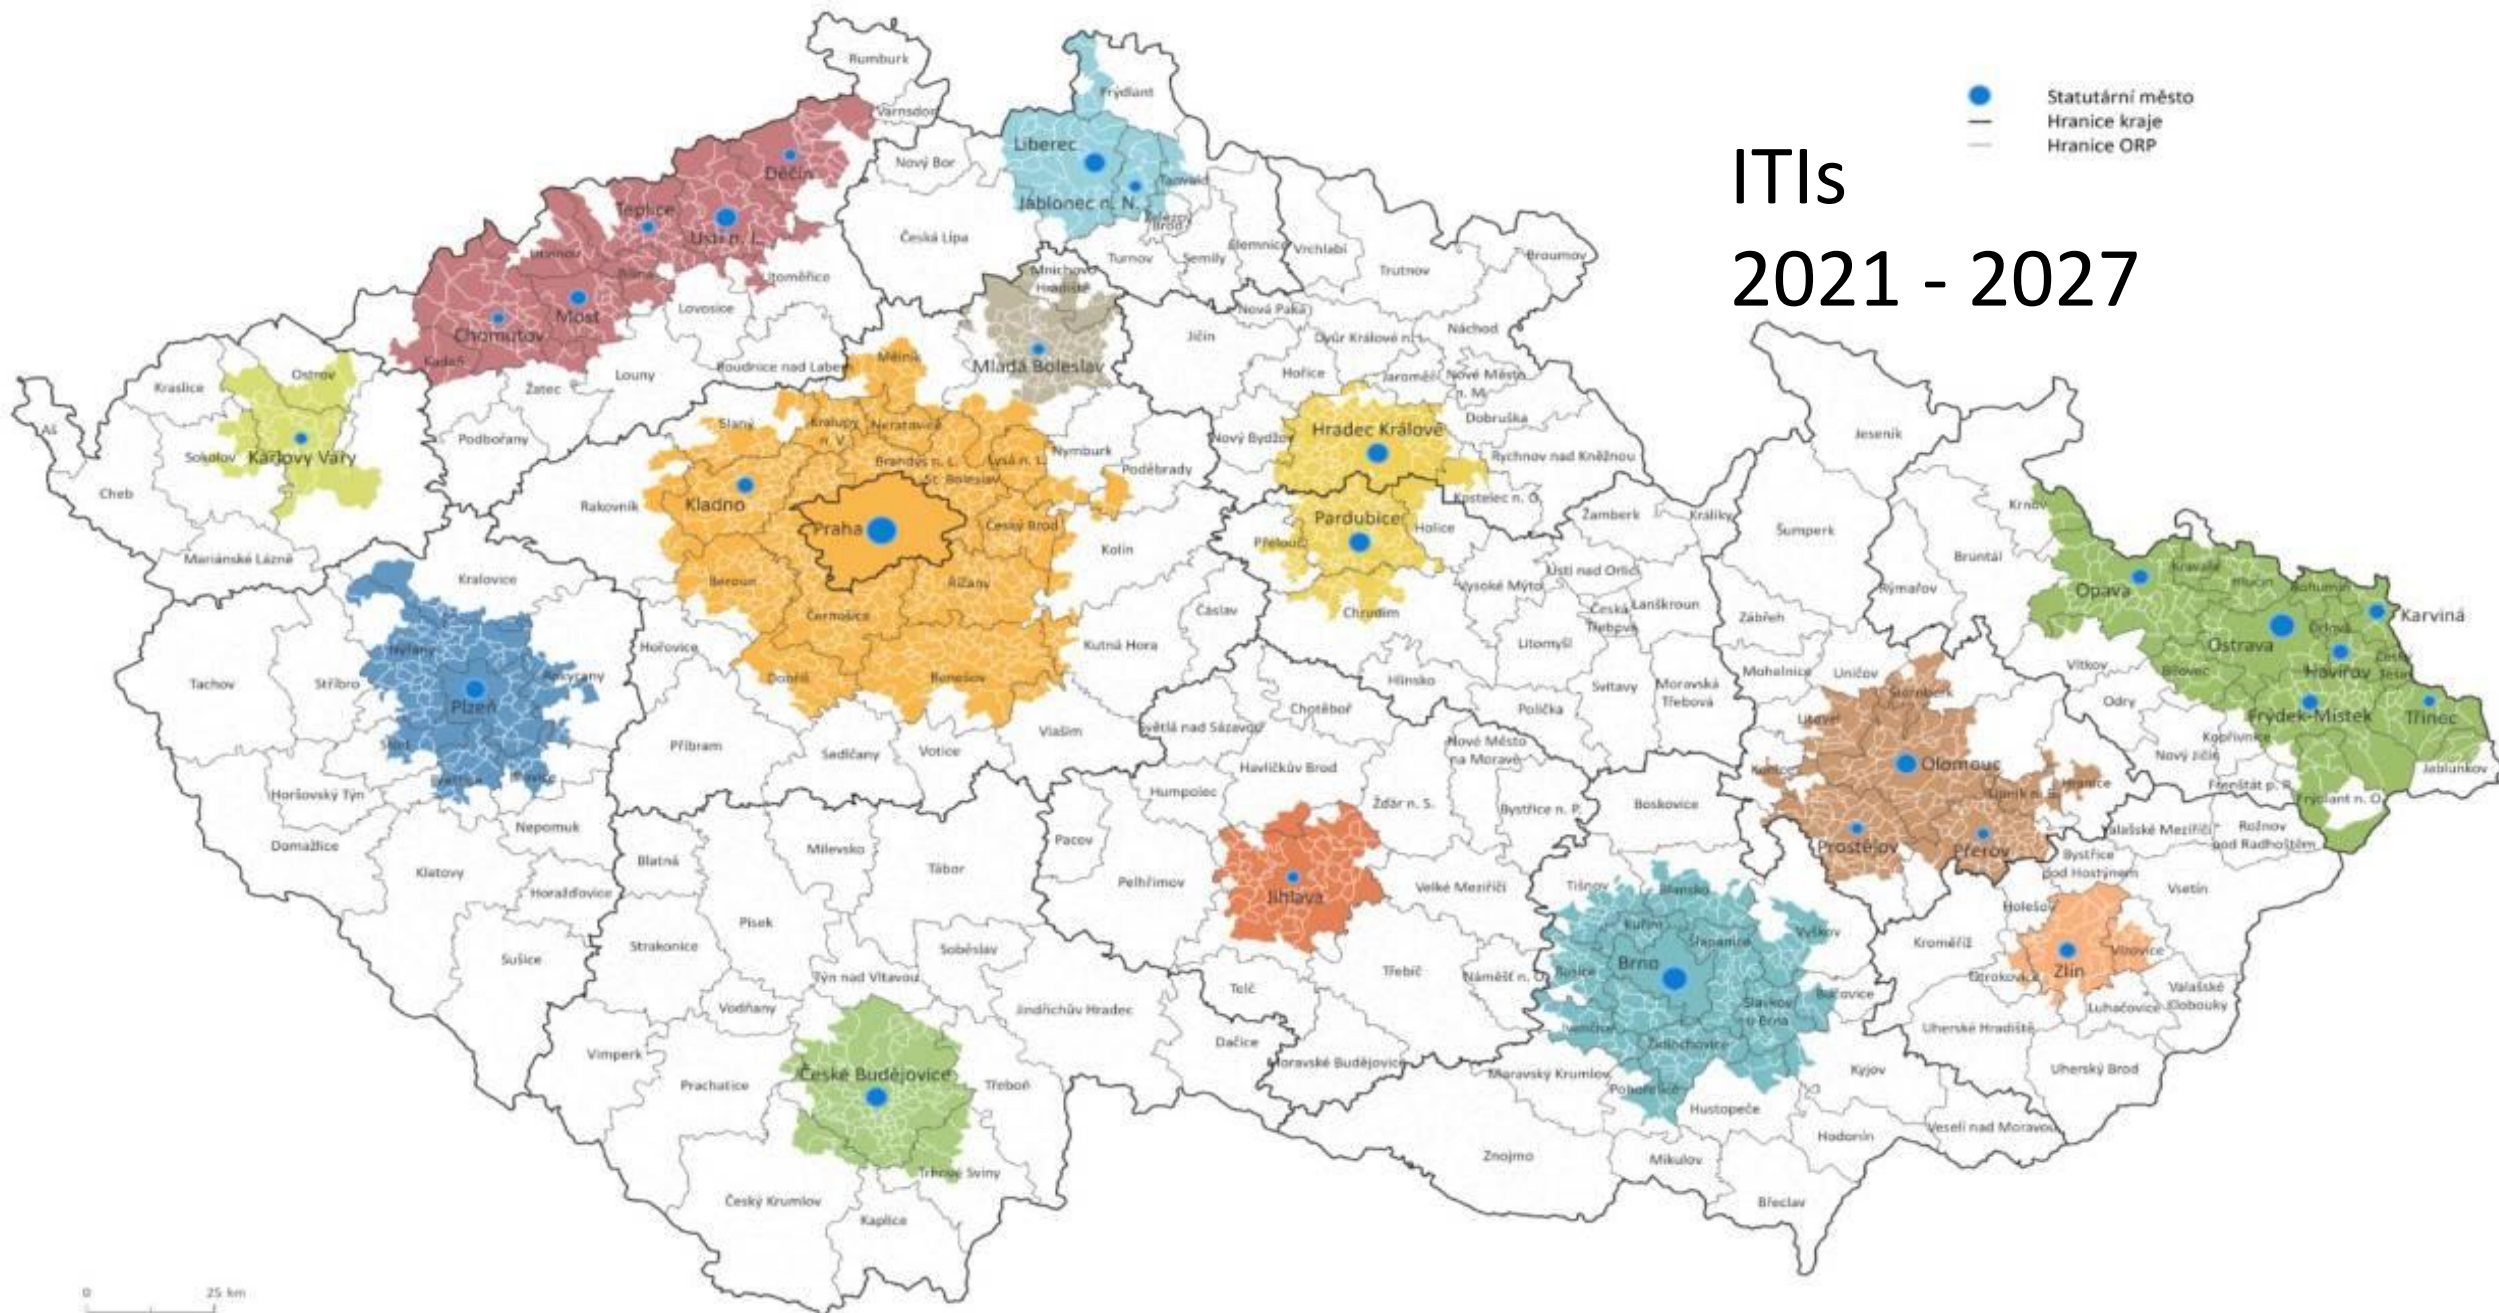 Statutární město
Hranice kraje
Hranice ORP
ITIs
2021 - 2027
Rumburk
Varnsdorf
Frýdlant
Děčín
Nový Bor
Liberec
Tanvald
Jablonec n. N.
Železný
Brod
Teplice
Ústí n. L.
Česká Lípa
Turnov
Semily
Jilemnice
Vrchlabí
Trutnov
Broumov
Litvínov
Bílina
Litoměřice
Mnichovo
Hradiště
Most
Chomutov
Kadaň
Lovosice
Nová Paka
Jičín
Dvůr Králové n. L.
Náchod
Mladá Boleslav
Mělník
Roudnice nad Labem
Louny
Žatec
Ostrov
Kraslice
Hořice
Jaroměř
Nové Město
n. M.
Dobruška
Aš
Sokolov
Karlovy Vary
Podbořany
Slaný
Kralupy
n. V.
Neratovice
Nymburk
Nový Bydžov
Hradec Králové
Rychnov nad Kněžnou
Jeseník
Cheb
Brandýs n. L.
St. Boleslav
Lysá n. L.
Poděbrady
Kostelec n. O.
Rakovník
Kladno
Praha
Český Brod
Kolín
Pardubice
Holice
Přelouč
Žamberk
Králíky
Šumperk
Krnov
Mariánské Lázně
Kralovice
Beroun
Říčany
Černošice
Čáslav
Chrudim
Vysoké Mýto
Ústí nad Orlicí
Česká
Třebová
Lanškroun
Zábřeh
Bruntál
Rýmařov
Opava
Kravaře
Hlučín
Bohumín
Karviná
Orlová
Ostrava
Havířov
Český
Těšín
Tachov
Stříbro
Nýřany
Plzeň
Rokycany
Hořovice
Dobříš
Benešov
Kutná Hora
Hlinsko
Litomyšl
Svitavy
Moravská
Třebová
Mohelnice
Uničov
Šternberk
Litovel
Vítkov
Bílovec
Odry
Frýdek-Místek
Třinec
Jablunkov
Kopřivnice
Nový Jičín
Frenštát p. R.
Frýdlant n. O.
Stod
Přeštice
Blovice
Příbram
Sedlčany
Votice
Vlašim
Světlá nad Sázavou
Chotěboř
Polička
Nové Město
na Moravě
Havlíčkův Brod
Konice
Olomouc
Lipník n. B.
Hranice
Horšovský Týn
Domažlice
Nepomuk
Klatovy
Horažďovice
Blatná
Milevsko
Tábor
Pacov
Humpolec
Pelhřimov
Žďár n. S.
Bystřice n. P.
Boskovice
Prostějov
Přerov
Valašské Meziříčí
Rožnov
pod Radhoštěm
Bystřice
pod Hostýnem
Jihlava
Velké Meziříčí
Tišnov
Blansko
Vsetín
Holešov
Sušice
Strakonice
Písek
Soběslav
Týn nad Vltavou
Vodňany
Jindřichův Hradec
Telč
Třebíč
Náměšť n. O.
Kuřim
Šlapanice
Vyškov
Brno
Rosice
Slavkov
u Brna
Bučovice
Kroměříž
Zlín
Vizovice
Otrokovice
Luhačovice
Valašské
Klobouky
Vimperk
Prachatice
České Budějovice
Třeboň
Dačice
Moravské Budějovice
Ivančice
Židlochovice
Moravský Krumlov
Pohořelice
Kyjov
Uherské Hradiště
Uherský Brod
Hustopeče
Hodonín
Veselí nad Moravou
Znojmo
Mikulov
Břeclav
Trhové Sviny
Český Krumlov
Kaplice
0
25 km